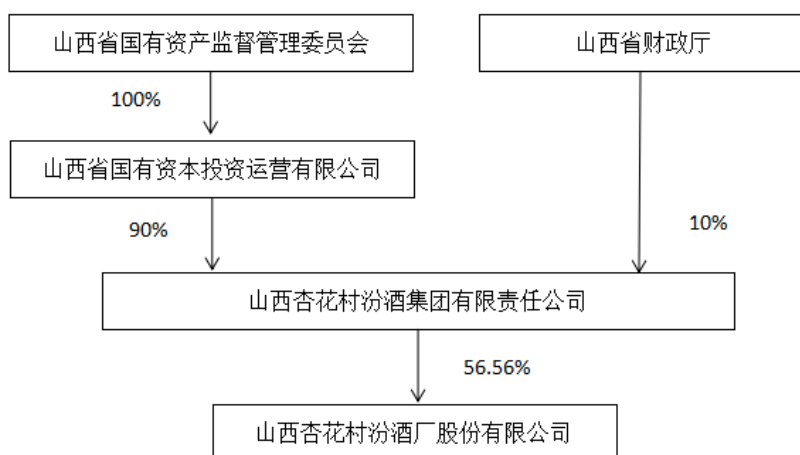 山西省国有资产监督管理委员会
山西省财政厅
100%
山西省国有资本投资运营有限公司
90%
10%
山西杏花村汾酒集团有限责任公司
56.56%
山西杏花村汾酒厂股份有限公司